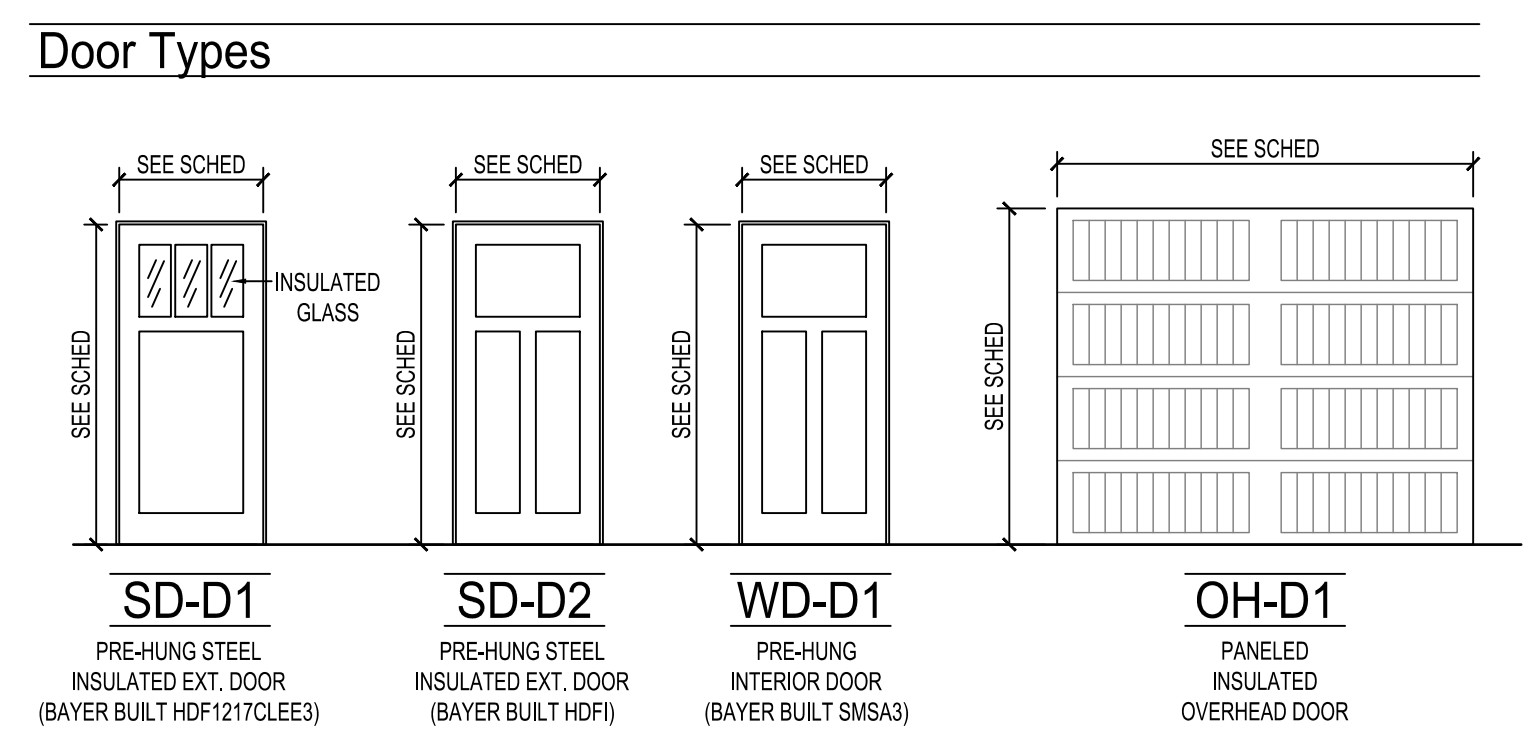 Door Types
SEE SCHED
SEE SCHED
INSULATED
GLASS
SD-D1
PRE-HUNG STEEL
INSULATED EXT. DOOR
(BAYER BUILT HDF1217CLEE3)
SEE SCHED
SEE SCHED
SD-D2
PRE-HUNG STEEL
INSULATED EXT. DOOR
(BAYER BUILT HDFI)
SEE SCHED
SEE SCHED
WD-D1
PRE-HUNG
INTERIOR DOOR
(BAYER BUILT SMSA3)
SEE SCHED
SEE SCHED
OH-D1
PANELED
INSULATED
OVERHEAD DOOR